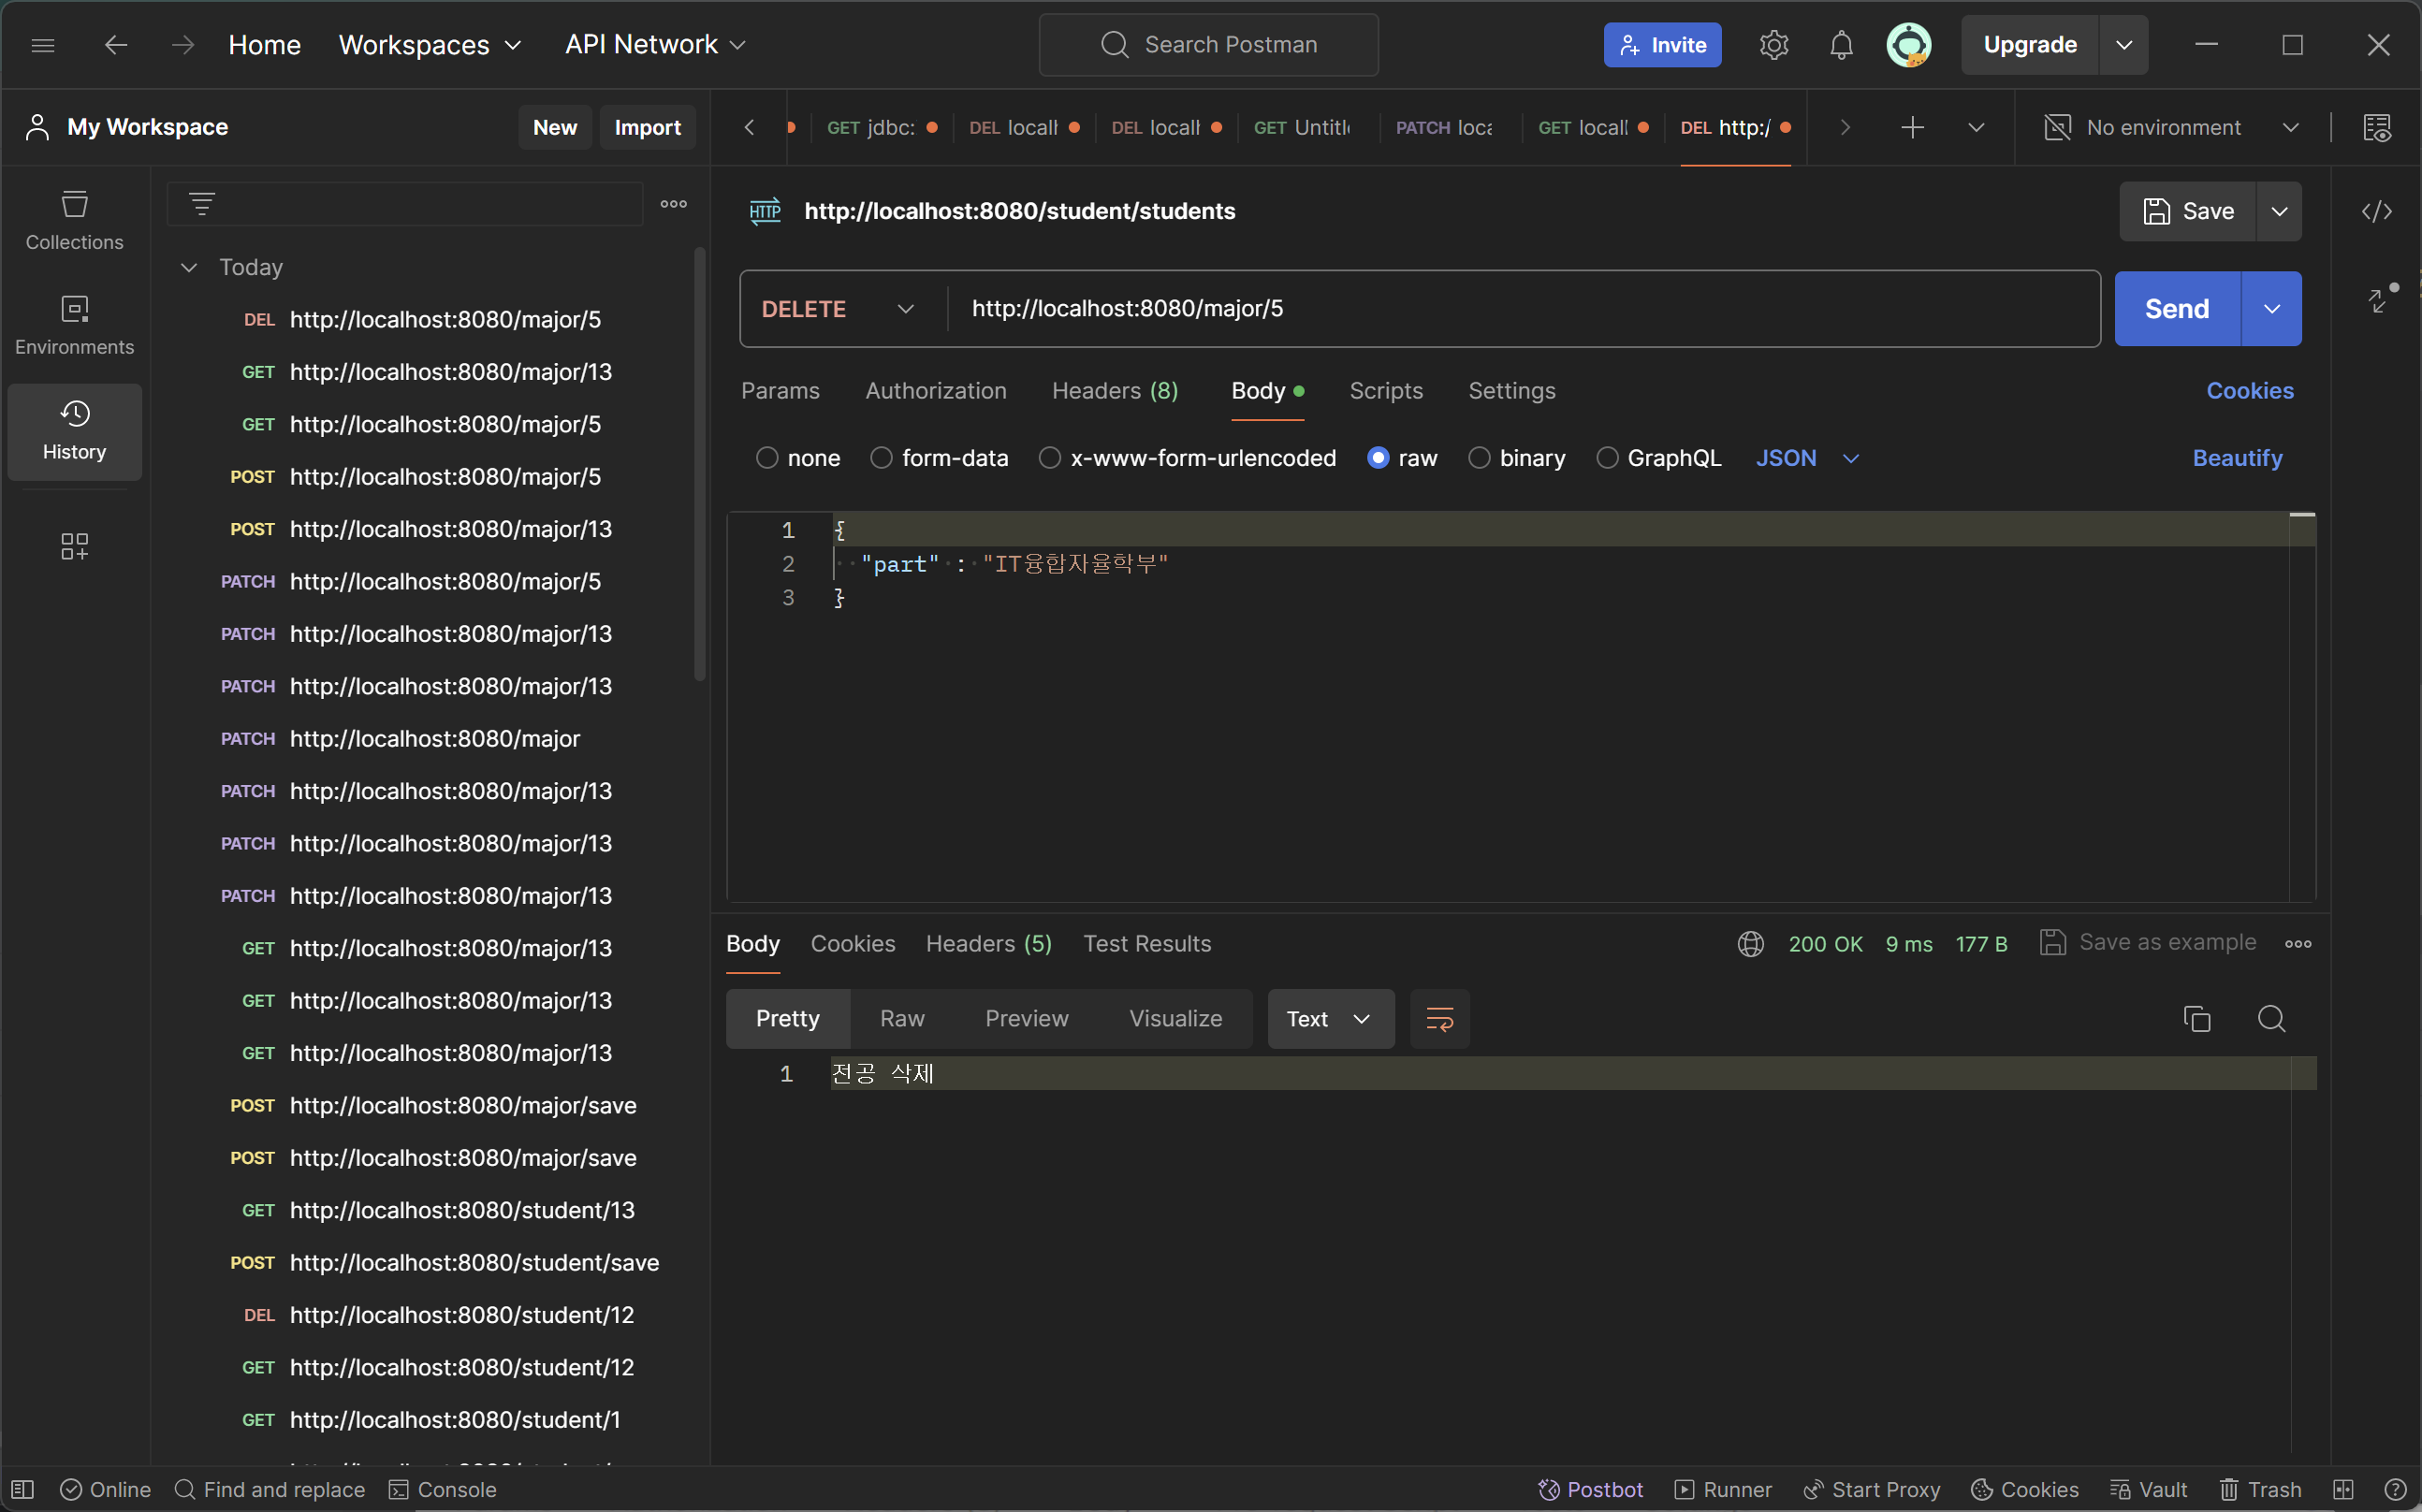 Home Workspaces API Network Search Postman Invite Upgrade
My Workspace New Import
GET jdbc: DEL local DEL local GET Untitl PATCH loca GET local DEL http:/ No environment
Collections
Environments
History
Today
DEL http://localhost:8080/major/5
GET http://localhost:8080/major/13
GET http://localhost:8080/major/5
POST http://localhost:8080/major/5
POST http://localhost:8080/major/13
PATCH http://localhost:8080/major/5
PATCH http://localhost:8080/major/13
PATCH http://localhost:8080/major/13
PATCH http://localhost:8080/major
PATCH http://localhost:8080/major/13
PATCH http://localhost:8080/major/13
PATCH http://localhost:8080/major/13
GET http://localhost:8080/major/13
GET http://localhost:8080/major/13
GET http://localhost:8080/major/13
POST http://localhost:8080/major/save
POST http://localhost:8080/major/save
GET http://localhost:8080/student/13
POST http://localhost:8080/student/save
DEL http://localhost:8080/student/12
GET http://localhost:8080/student/12
GET http://localhost:8080/student/1
HTTP http://localhost:8080/student/students Save
DELETE http://localhost:8080/major/5 Send
Params Authorization Headers (8) Body Scripts Settings Cookies
none form-data x-www-form-urlencoded raw binary GraphQL JSON Beautify
1 {
2 "part" : "IT융합자율학부"
3 }
Body Cookies Headers (5) Test Results 200 OK 9 ms 177 B Save as example
Pretty Raw Preview Visualize Text
1 전공 삭제
Online Find and replace Console Postbot Runner Start Proxy Cookies Vault Trash